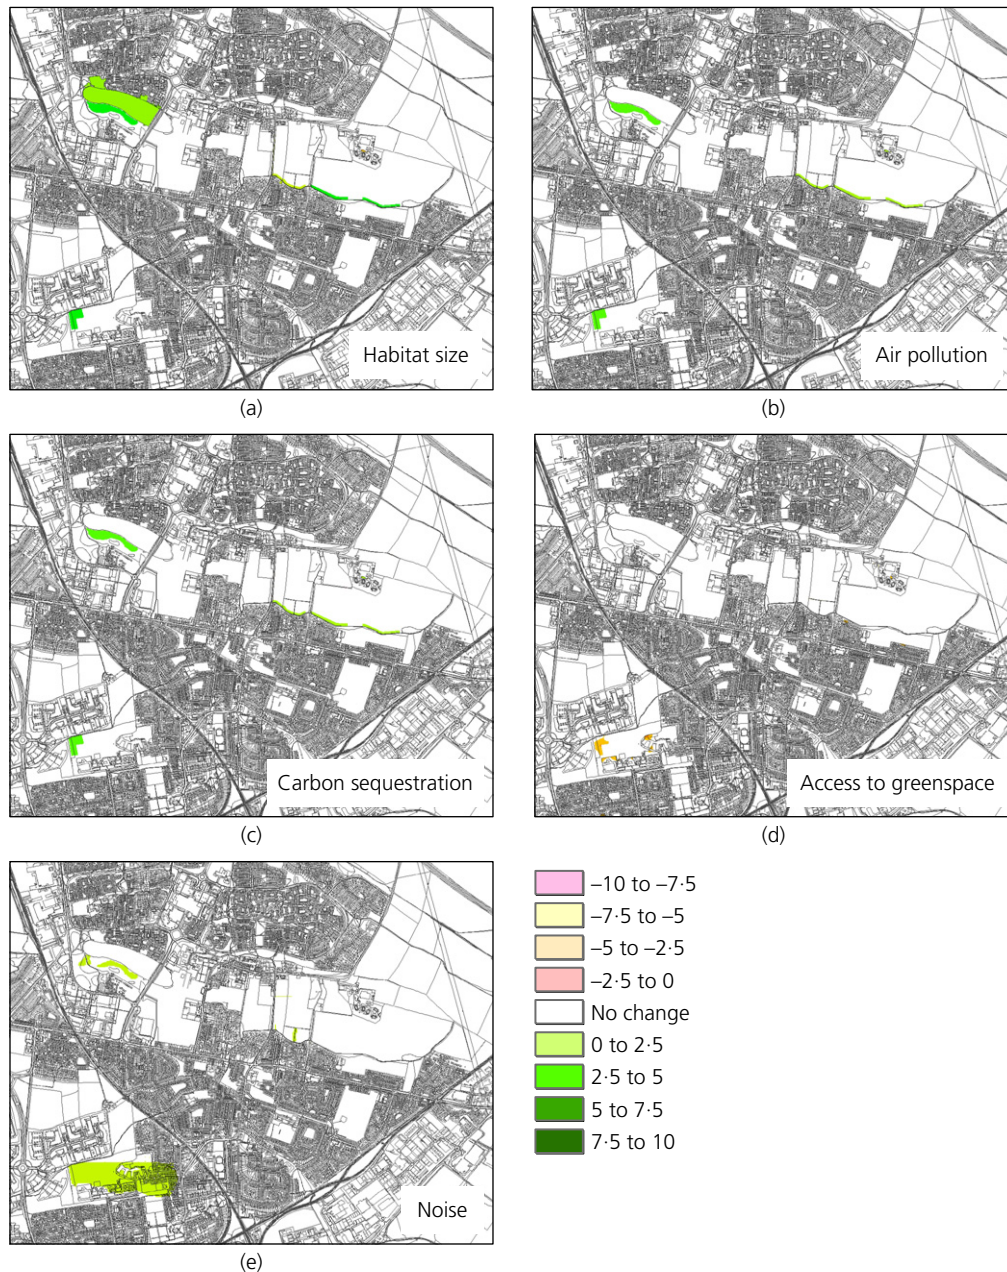 Habitat size
(a)
Air pollution
(b)
Carbon sequestration
(c)
Access to greenspace
(d)
Noise
(e)
–10 to –7·5
–7·5 to –5
–5 to –2·5
–2·5 to 0
No change
0 to 2·5
2·5 to 5
5 to 7·5
7·5 to 10